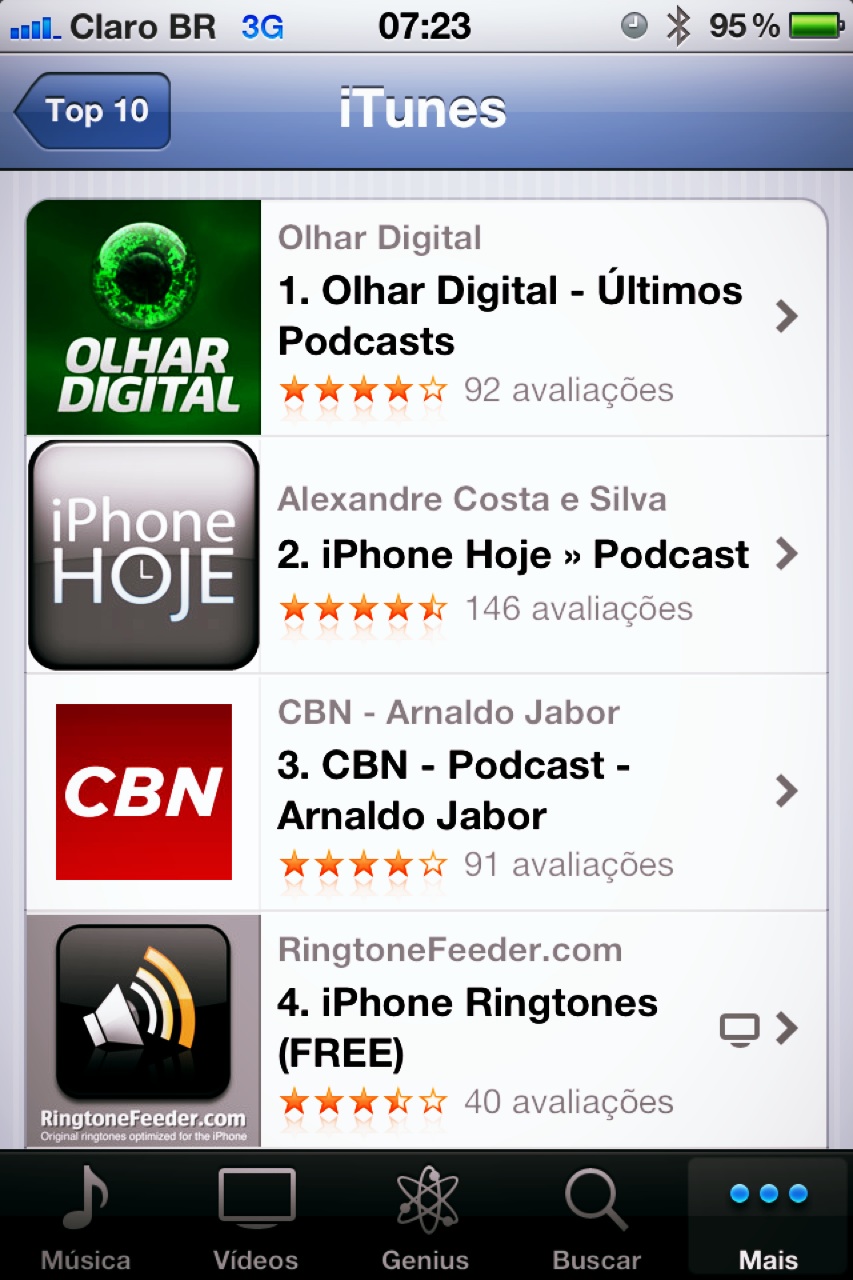 Claro BR 3G 07:23 95%
Top 10 iTunes
OLHAR
DIGITAL
Olhar Digital
1. Olhar Digital - Últimos
Podcasts
92 avaliações
iPhone
HOJE
Alexandre Costa e Silva
2. iPhone Hoje » Podcast
146 avaliações
CBN
CBN - Arnaldo Jabor
3. CBN - Podcast -
Arnaldo Jabor
91 avaliações
RingtoneFeeder.com
Original ringtones optimized for the iPhone
RingtoneFeeder.com
4. iPhone Ringtones
(FREE)
40 avaliações
Música Vídeos Genius Buscar Mais